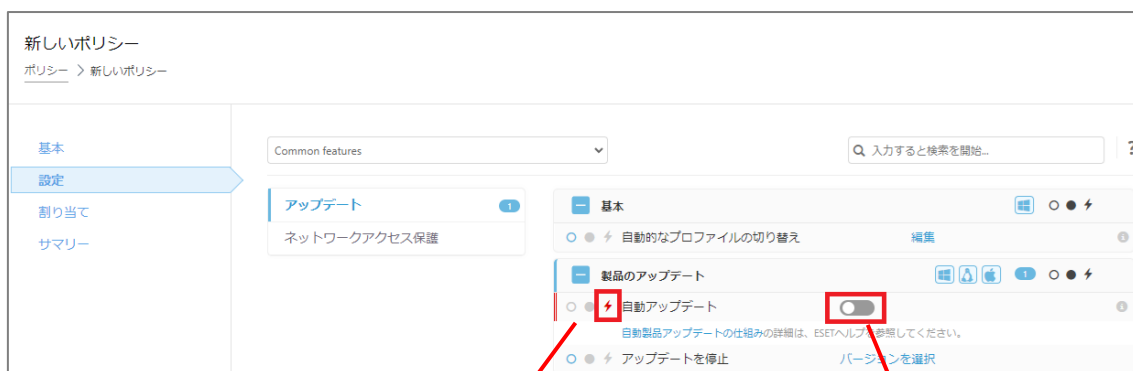 新しいポリシー
ポリシー > 新しいポリシー
基本
設定
割り当て
サマリー
Common features
入力すると検索を開始...
?
アップデート 1
ネットワークアクセス保護
基本
自動的なプロファイルの切り替え 編集
製品のアップデート 1
自動アップデート
自動製品アップデートの仕組みの詳細は、ESETヘルプを参照してください。
アップデートを停止 バージョンを選択